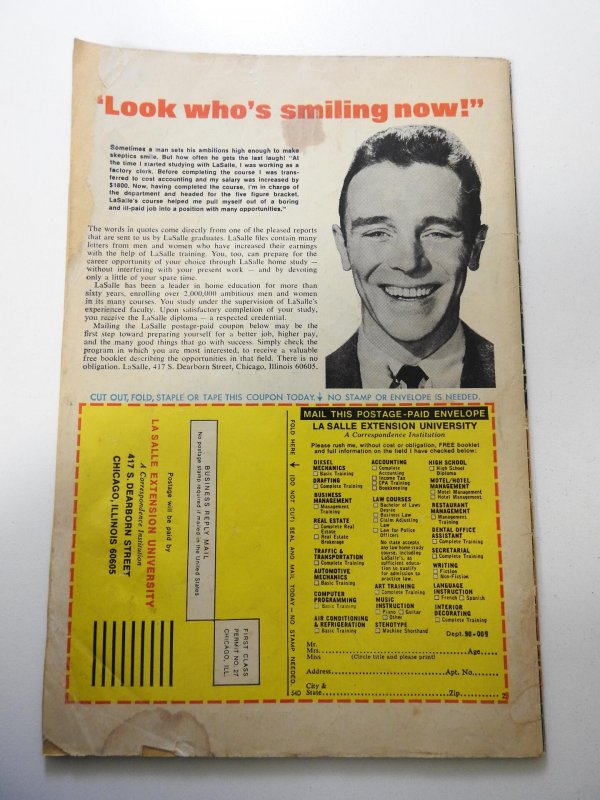 "Look who's smiling now!"
Sometimes a man sets his ambitions high enough to make
skeptics smile. But how often he gets the last laugh! "At
the time I started studying with LaSalle, I was working as a
factory clerk. Before completing the course I was trans-
ferred to cost accounting and my salary was increased by
$1800. Now, having completed the course, I'm in charge of
the department and headed for the five figure bracket.
LaSalle's course helped me pull myself out of a boring
and ill-paid job into a position with many opportunities."
The words in quotes come directly from one of the pleased reports
that are sent to us by LaSalle graduates. LaSalle files contain many
letters from men and women who have increased their earnings
with the help of LaSalle training. You, too, can prepare for the
career opportunity of your choice through LaSalle home study —
without interfering with your present work — and by devoting
only a little of your spare time.
LaSalle has been a leader in home education for more than
sixty years, enrolling over 2,000,000 ambitious men and women
in its many courses. You study under the supervision of LaSalle's
experienced faculty. Upon satisfactory completion of your study,
you receive the LaSalle diploma — a respected credential.
Mailing the LaSalle postage-paid coupon below may be the
first step toward preparing yourself for a better job, higher pay,
and the many good things that go with success. Simply check the
program in which you are most interested, to receive a valuable
free booklet describing the opportunities in that field. There is no
obligation. LaSalle, 417 S. Dearborn Street, Chicago, Illinois 60605.
CUT OUT, FOLD, STAPLE OR TAPE THIS COUPON TODAY. NO STAMP OR ENVELOPE IS NEEDED.
FIRST CLASS
PERMIT NO. 27
CHICAGO, ILL.
BUSINESS REPLY MAIL
No postage stamp required if mailed in the United States
Postage will be paid by
LA SALLE EXTENSION UNIVERSITY
A Correspondence Institution
417 S. DEARBORN STREET
CHICAGO, ILLINOIS 60605
FOLD HERE (DO NOT CUT) SEAL AND MAIL TODAY—NO STAMP NEEDED.
540
MAIL THIS POSTAGE-PAID ENVELOPE
LA SALLE EXTENSION UNIVERSITY
A Correspondence Institution
Please rush me, without cost or obligation, FREE booklet
and full information on the field I have checked below:
DIESEL
MECHANICS
Basic Training
DRAFTING
Complete Training
BUSINESS
MANAGEMENT
Management
Training
REAL ESTATE
Complete Real
Estate
Real Estate
Brokerage
TRAFFIC &
TRANSPORTATION
Complete Training
AUTOMOTIVE
MECHANICS
Basic Training
COMPUTER
PROGRAMMING
Basic Training
AIR CONDITIONING
& REFRIGERATION
Basic Training
ACCOUNTING
Complete
Accounting
Income Tax
CPA Training
Bookkeeping
LAW COURSES
Bachelor of Laws
Degree
Business Law
Claim Adjusting
Law
Law for Police
Officers
No state accepts
any law home study
course, including
LaSalle's, as
sufficient educa-
tion to qualify
for admission to
practice law.
ART TRAINING
Complete Training
MUSIC
INSTRUCTION
Piano Guitar
Other
STENOTYPE
Machine Shorthand
HIGH SCHOOL
High School
Diploma
MOTEL/HOTEL
MANAGEMENT
Motel Management
Hotel Management
RESTAURANT
MANAGEMENT
Management
Training
DENTAL OFFICE
ASSISTANT
Complete Training
SECRETARIAL
Complete Training
WRITING
Fiction
Non-Fiction
LANGUAGE
INSTRUCTION
French Spanish
INTERIOR
DECORATING
Complete Training
Dept. 90-009
Mr.
Mrs. Age
Miss (Circle title and please print)
Address Apt. No.
City &
State Zip